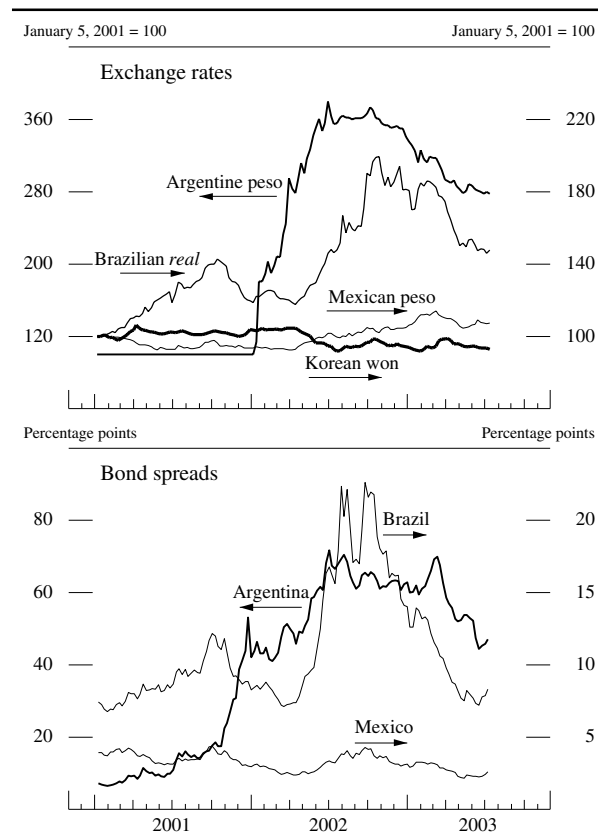 January 5, 2001 = 100 January 5, 2001 = 100
Exchange rates
360 220
Argentine peso
280 180
Brazilian real
200 140
Mexican peso
120 100
Korean won
Percentage points Percentage points
Bond spreads
80 20
Brazil
60 15
Argentina
40 10
Mexico
20 5
2001 2002 2003